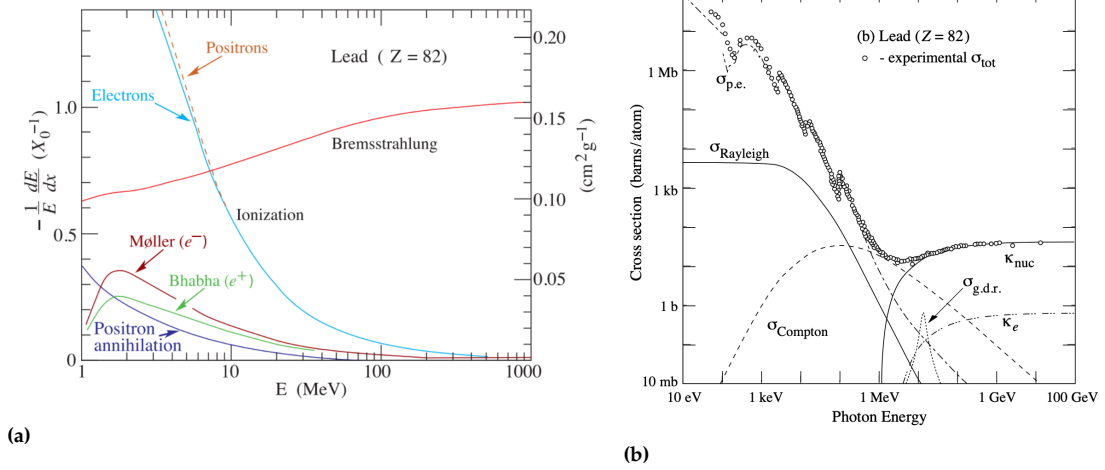 Positrons
Lead ( Z = 82)
Electrons
Bremsstrahlung
Ionization
Møller (e−)
Bhabha (e+)
Positron
annihilation
− 1/E dE/dx (X0−1)
1.0
0.5
0
(cm2 g−1)
0.20
0.15
0.10
0.05
1 10 100 1000
E (MeV)
(a)
(b) Lead (Z = 82)
- experimental σtot
σp.e.
σRayleigh
κnuc
σg.d.r.
σCompton
κe
Cross section (barns/atom)
1 Mb
1 kb
1 b
10 mb
10 eV 1 keV 1 MeV 1 GeV 100 GeV
Photon Energy
(b)